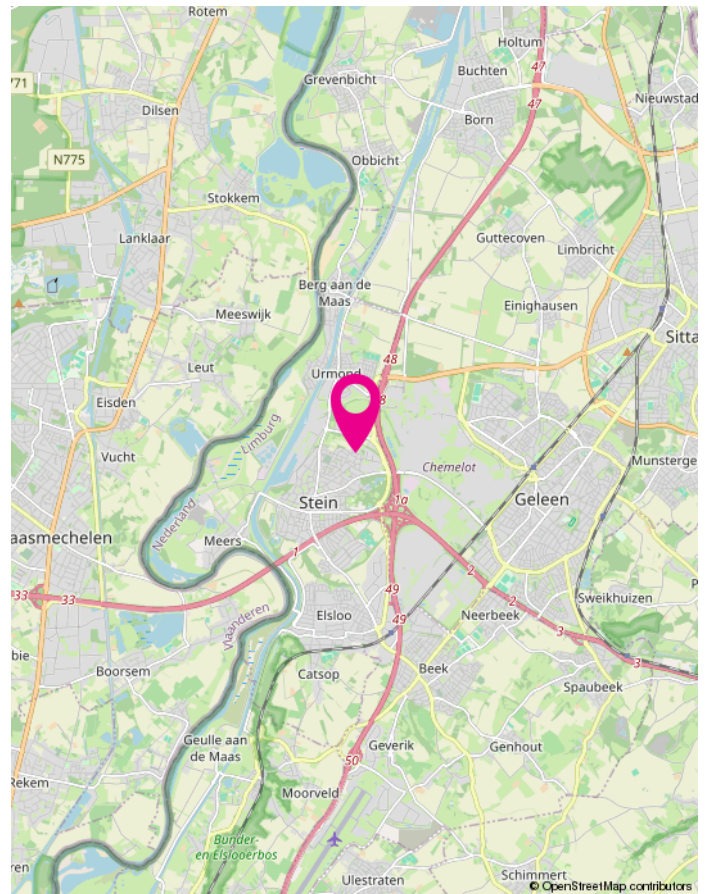 Rotem
Holtum
71
Grevenbicht
Buchten
47
47
Nieuwstad
Dilsen
Born
N775
Obbicht
Stokkem
Lanklaar
Guttecoven
Limbricht
Berg aan de
Maas
Einighausen
Meeswijk
Sitta
48
Leut
Urmond
8
Eisden
Limburg
Vucht
Chemelot
Munsterge
Stein
1a
Geleen
Nederland
aasmechelen
Meers
1
33
33
2
49
2
Sweikhuizen
P
Vlaanderen
Elsloo
49
Neerbeek
3
bie
3
Boorsem
Catsop
Beek
Spaubeek
Geulle aan
de Maas
Geverik
Genhout
50
Rekem
Moorveld
Bunder-
en Elslooërbos
ren
Ulestraten
Schimmert
© OpenStreetMap contributors